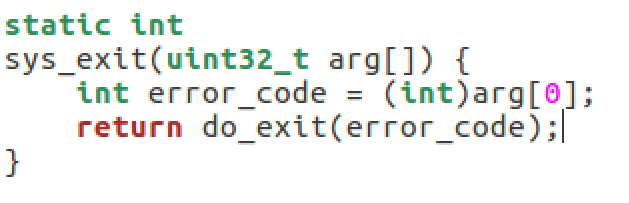 static int
sys_exit(uint32_t arg[]) {
    int error_code = (int)arg[0];
    return do_exit(error_code);
}